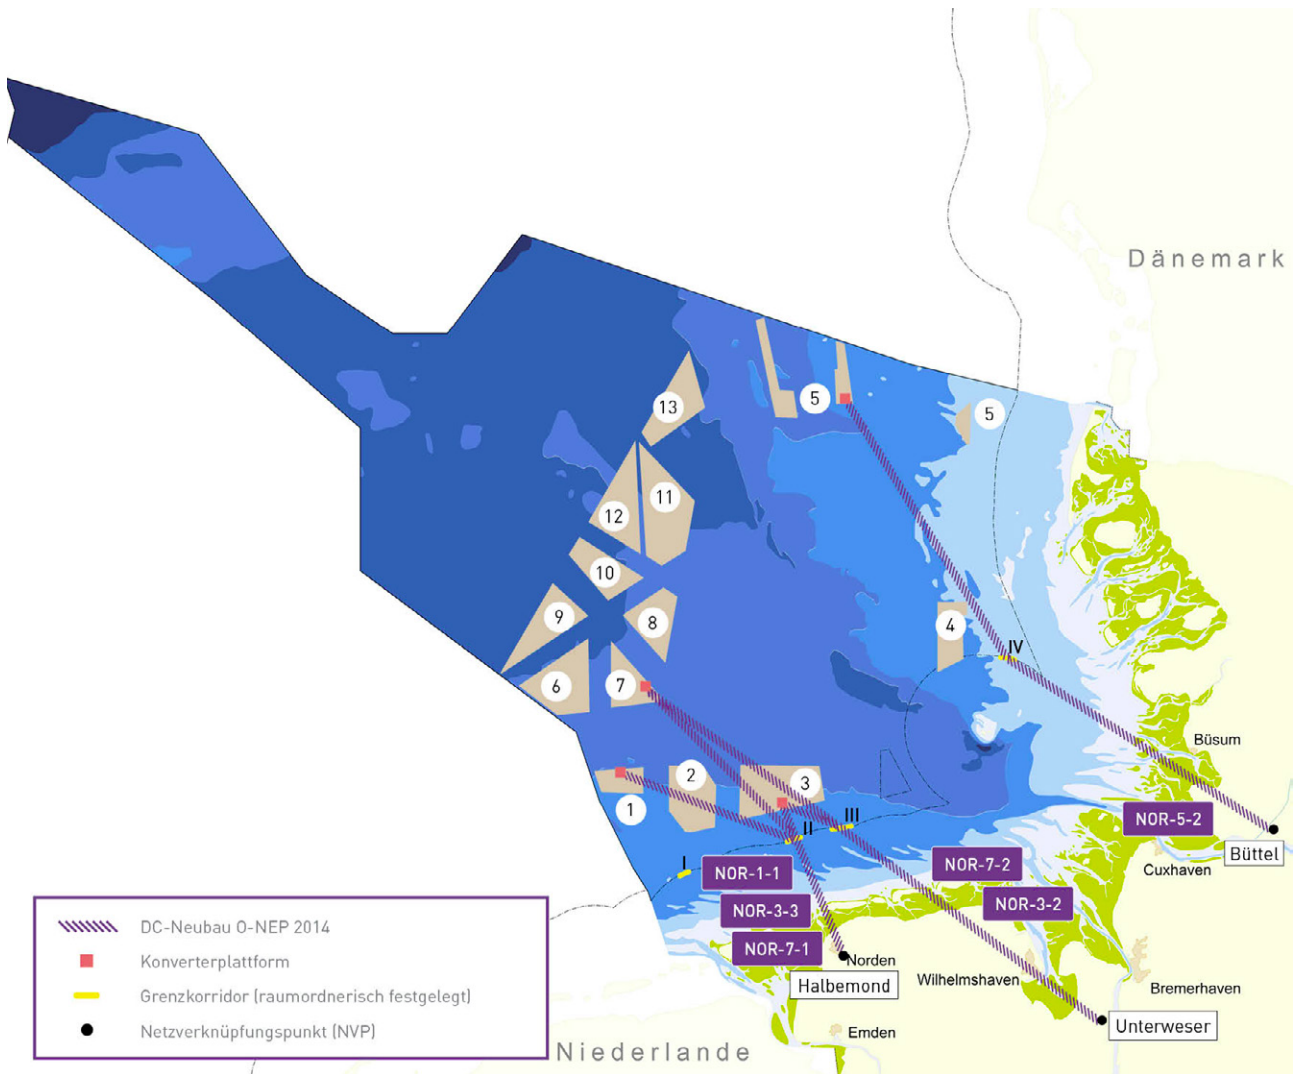 Dänemark
13
5
5
12
11
10
9
8
4
IV
6
7
Büsum
1
2
3
II
III
I
NOR-5-2
Büttel
Cuxhaven
NOR-1-1
NOR-7-2
NOR-3-3
NOR-3-2
NOR-7-1
Norden
Halbemond
Wilhelmshaven
Bremerhaven
Unterweser
Emden
Niederlande
DC-Neubau O-NEP 2014
Konverterplattform
Grenzkorridor (raumordnerisch festgelegt)
Netzverknüpfungspunkt (NVP)